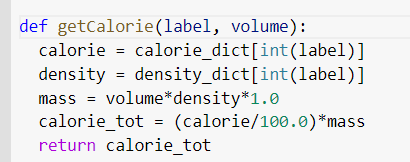 def getCalorie(label, volume):
  calorie = calorie_dict[int(label)]
  density = density_dict[int(label)]
  mass = volume*density*1.0
  calorie_tot = (calorie/100.0)*mass
  return calorie_tot